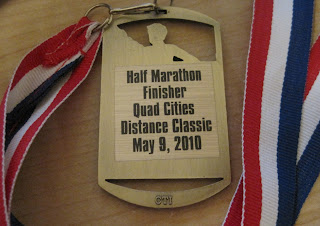 Half Marathon
Finisher
Quad Cities
Distance Classic
May 9, 2010